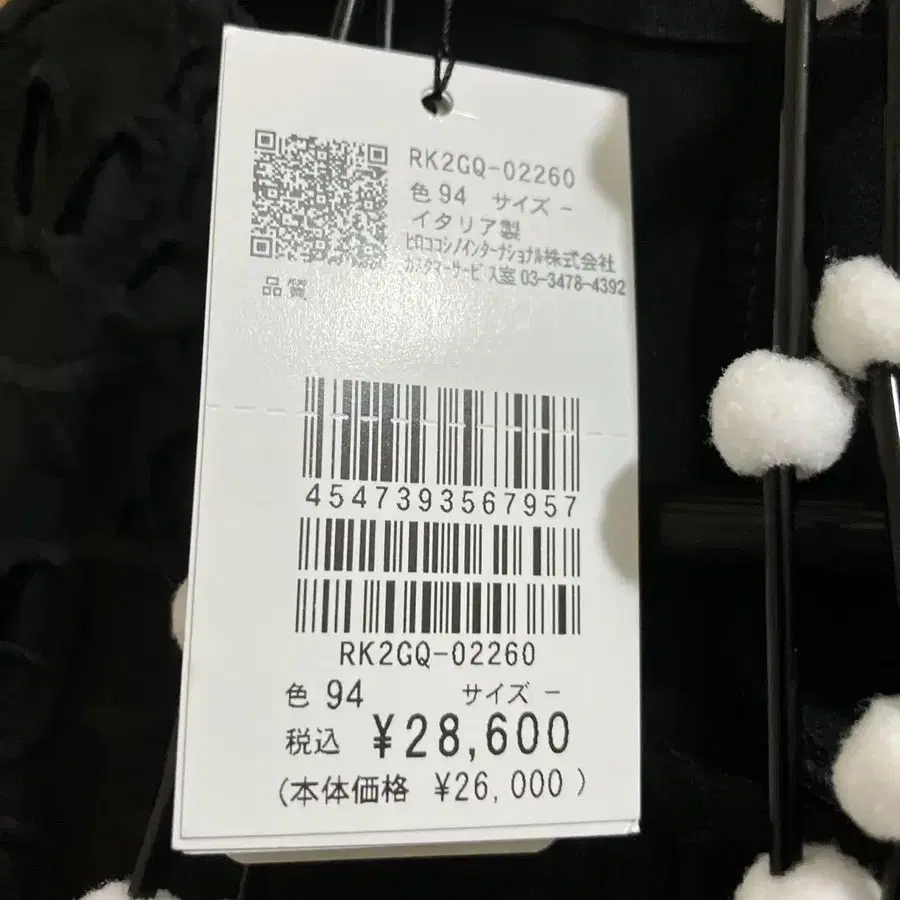 RK2GQ-02260
色 94 サイズ -
イタリア製
ヒロココシノインターナショナル株式会社
カスタマーサービス室 03-3478-4392
品質
4547393567957
RK2GQ-02260
色 94 サイズ -
税込 ¥28,600
(本体価格 ¥26,000 )